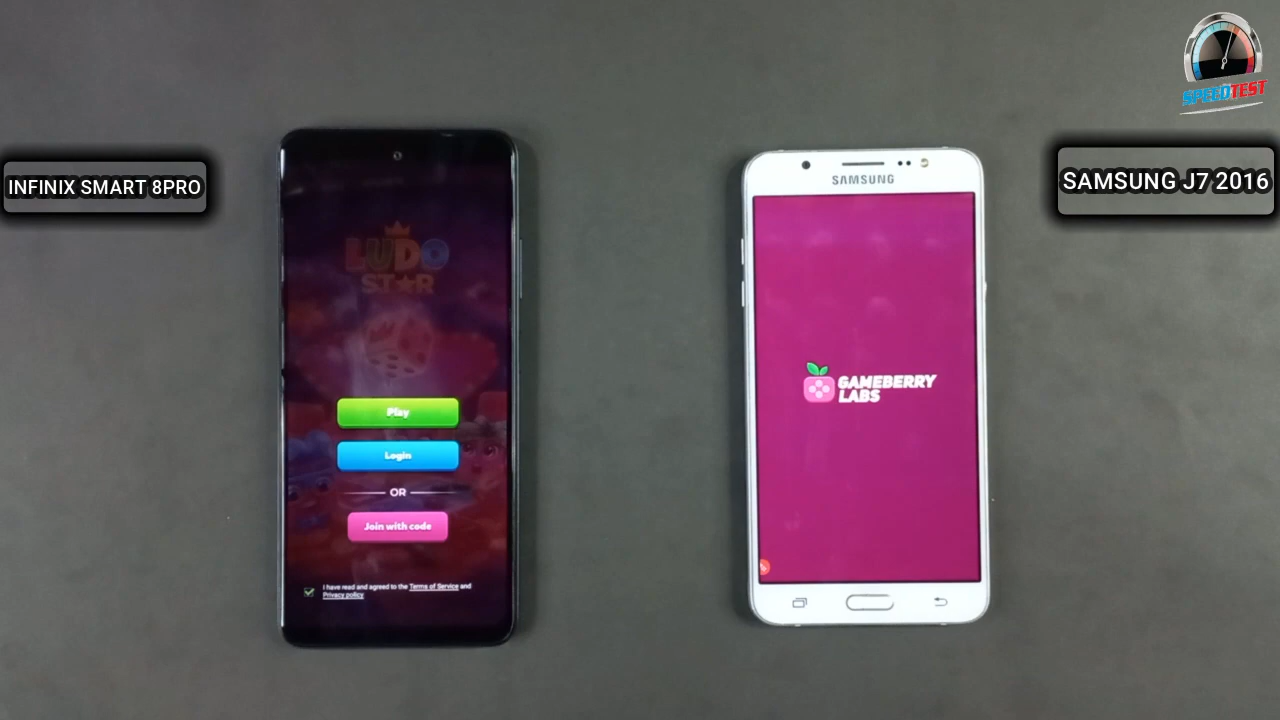 SPEEDTEST
INFINIX SMART 8PRO
SAMSUNG J7 2016
LUDO
STAR
Play
Login
OR
Join with code
I have read and agreed to the Terms of Service and
Privacy policy
SAMSUNG
GAMEBERRY
LABS